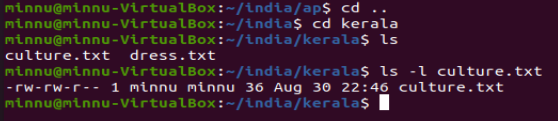 minnu@minnu-VirtualBox:~/india/ap$ cd ..
minnu@minnu-VirtualBox:~/india$ cd kerala
minnu@minnu-VirtualBox:~/india/kerala$ ls
culture.txt  dress.txt
minnu@minnu-VirtualBox:~/india/kerala$ ls -l culture.txt
-rw-rw-r-- 1 minnu minnu 36 Aug 30 22:46 culture.txt
minnu@minnu-VirtualBox:~/india/kerala$